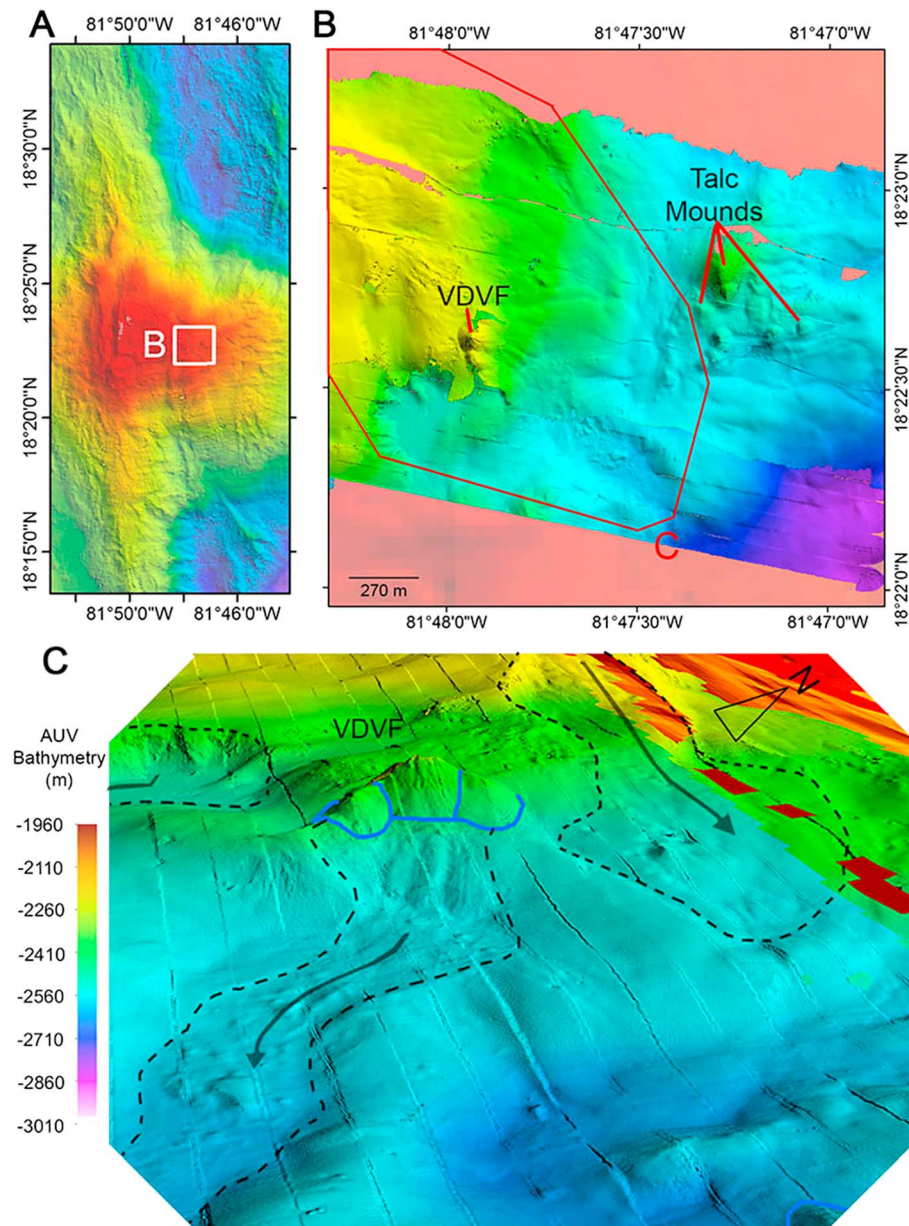 A
81°50'0"W 81°46'0"W
18°30'0"N
18°25'0"N
18°20'0"N
18°15'0"N
B
81°50'0"W 81°46'0"W
B
81°48'0"W 81°47'30"W 81°47'0"W
Talc
Mounds
VDVF
C
270 m
18°23'0"N
18°22'30"N
18°22'0"N
81°48'0"W 81°47'30"W 81°47'0"W
C
AUV
Bathymetry
(m)
-1960
-2110
-2260
-2410
-2560
-2710
-2860
-3010
VDVF
N